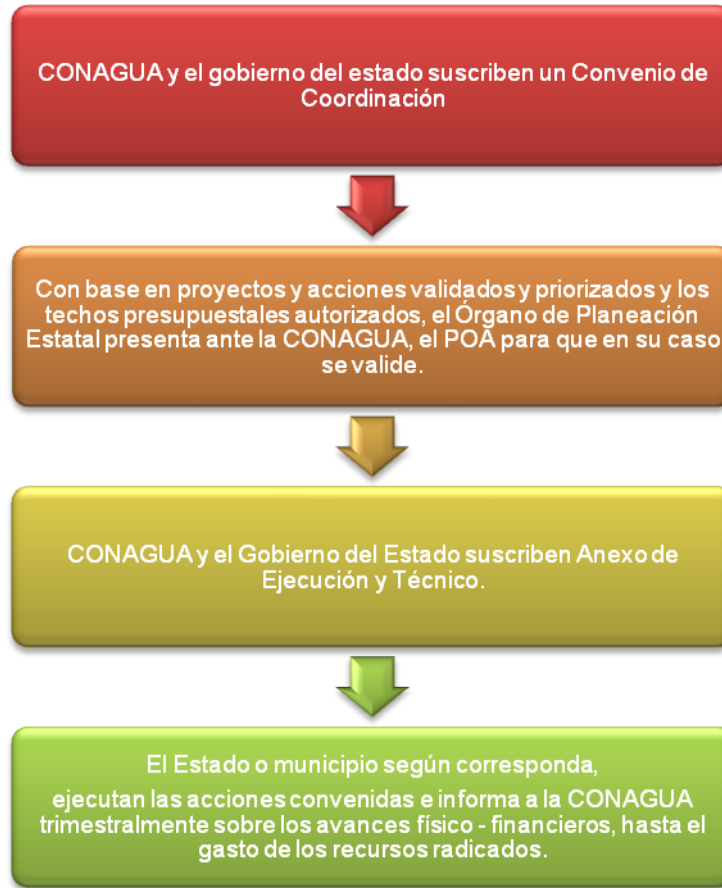 CONAGUA y el gobierno del estado suscriben un Convenio de
Coordinación
Con base en proyectos y acciones validados y priorizados y los
techos presupuestales autorizados, el Órgano de Planeación
Estatal presenta ante la CONAGUA, el POA para que en su caso
se valide.
CONAGUA y el Gobierno del Estado suscriben Anexo de
Ejecución y Técnico.
El Estado o municipio según corresponda,
ejecutan las acciones convenidas e informa a la CONAGUA
trimestralmente sobre los avances físico - financieros, hasta el
gasto de los recursos radicados.